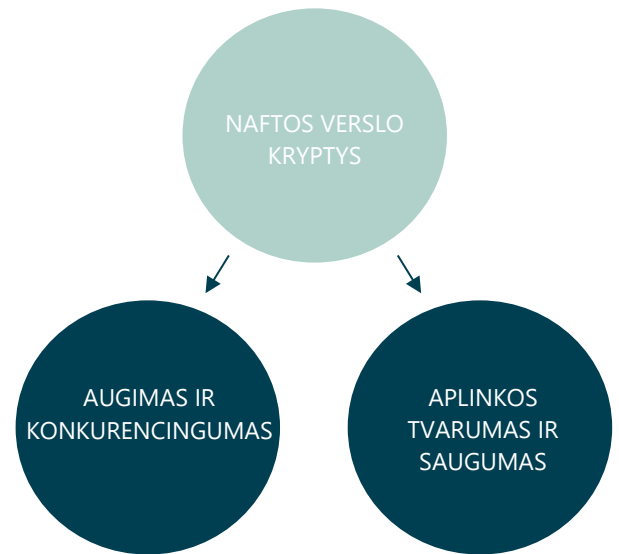 NAFTOS VERSLO
KRYPTYS
AUGIMAS IR
KONKURENCINGUMAS
APLINKOS
TVARUMAS IR
SAUGUMAS